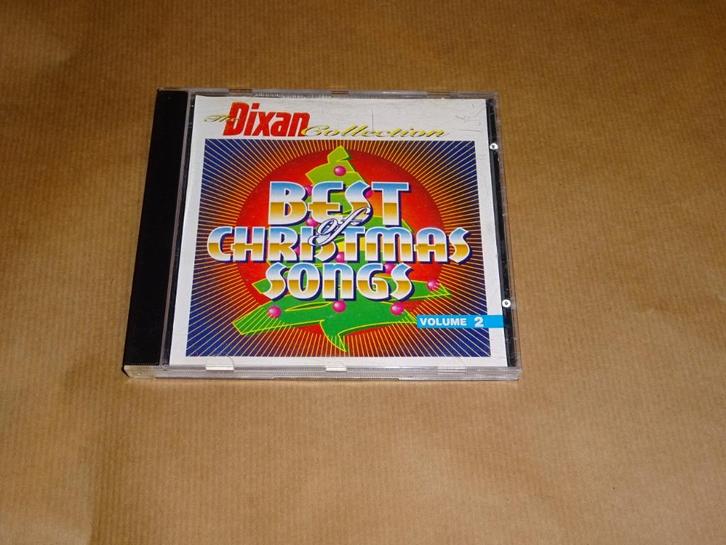 The Dixan Collection
BEST
of
CHRISTMAS
SONGS
VOLUME 2